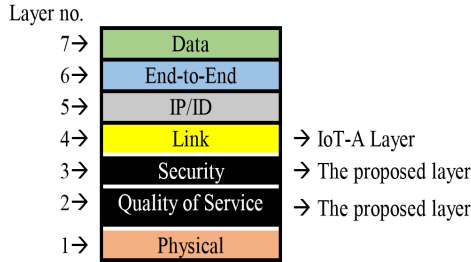 Layer no.
7→ Data
6→ End-to-End
5→ IP/ID
4→ Link → IoT-A Layer
3→ Security → The proposed layer
2→ Quality of Service → The proposed layer
1→ Physical